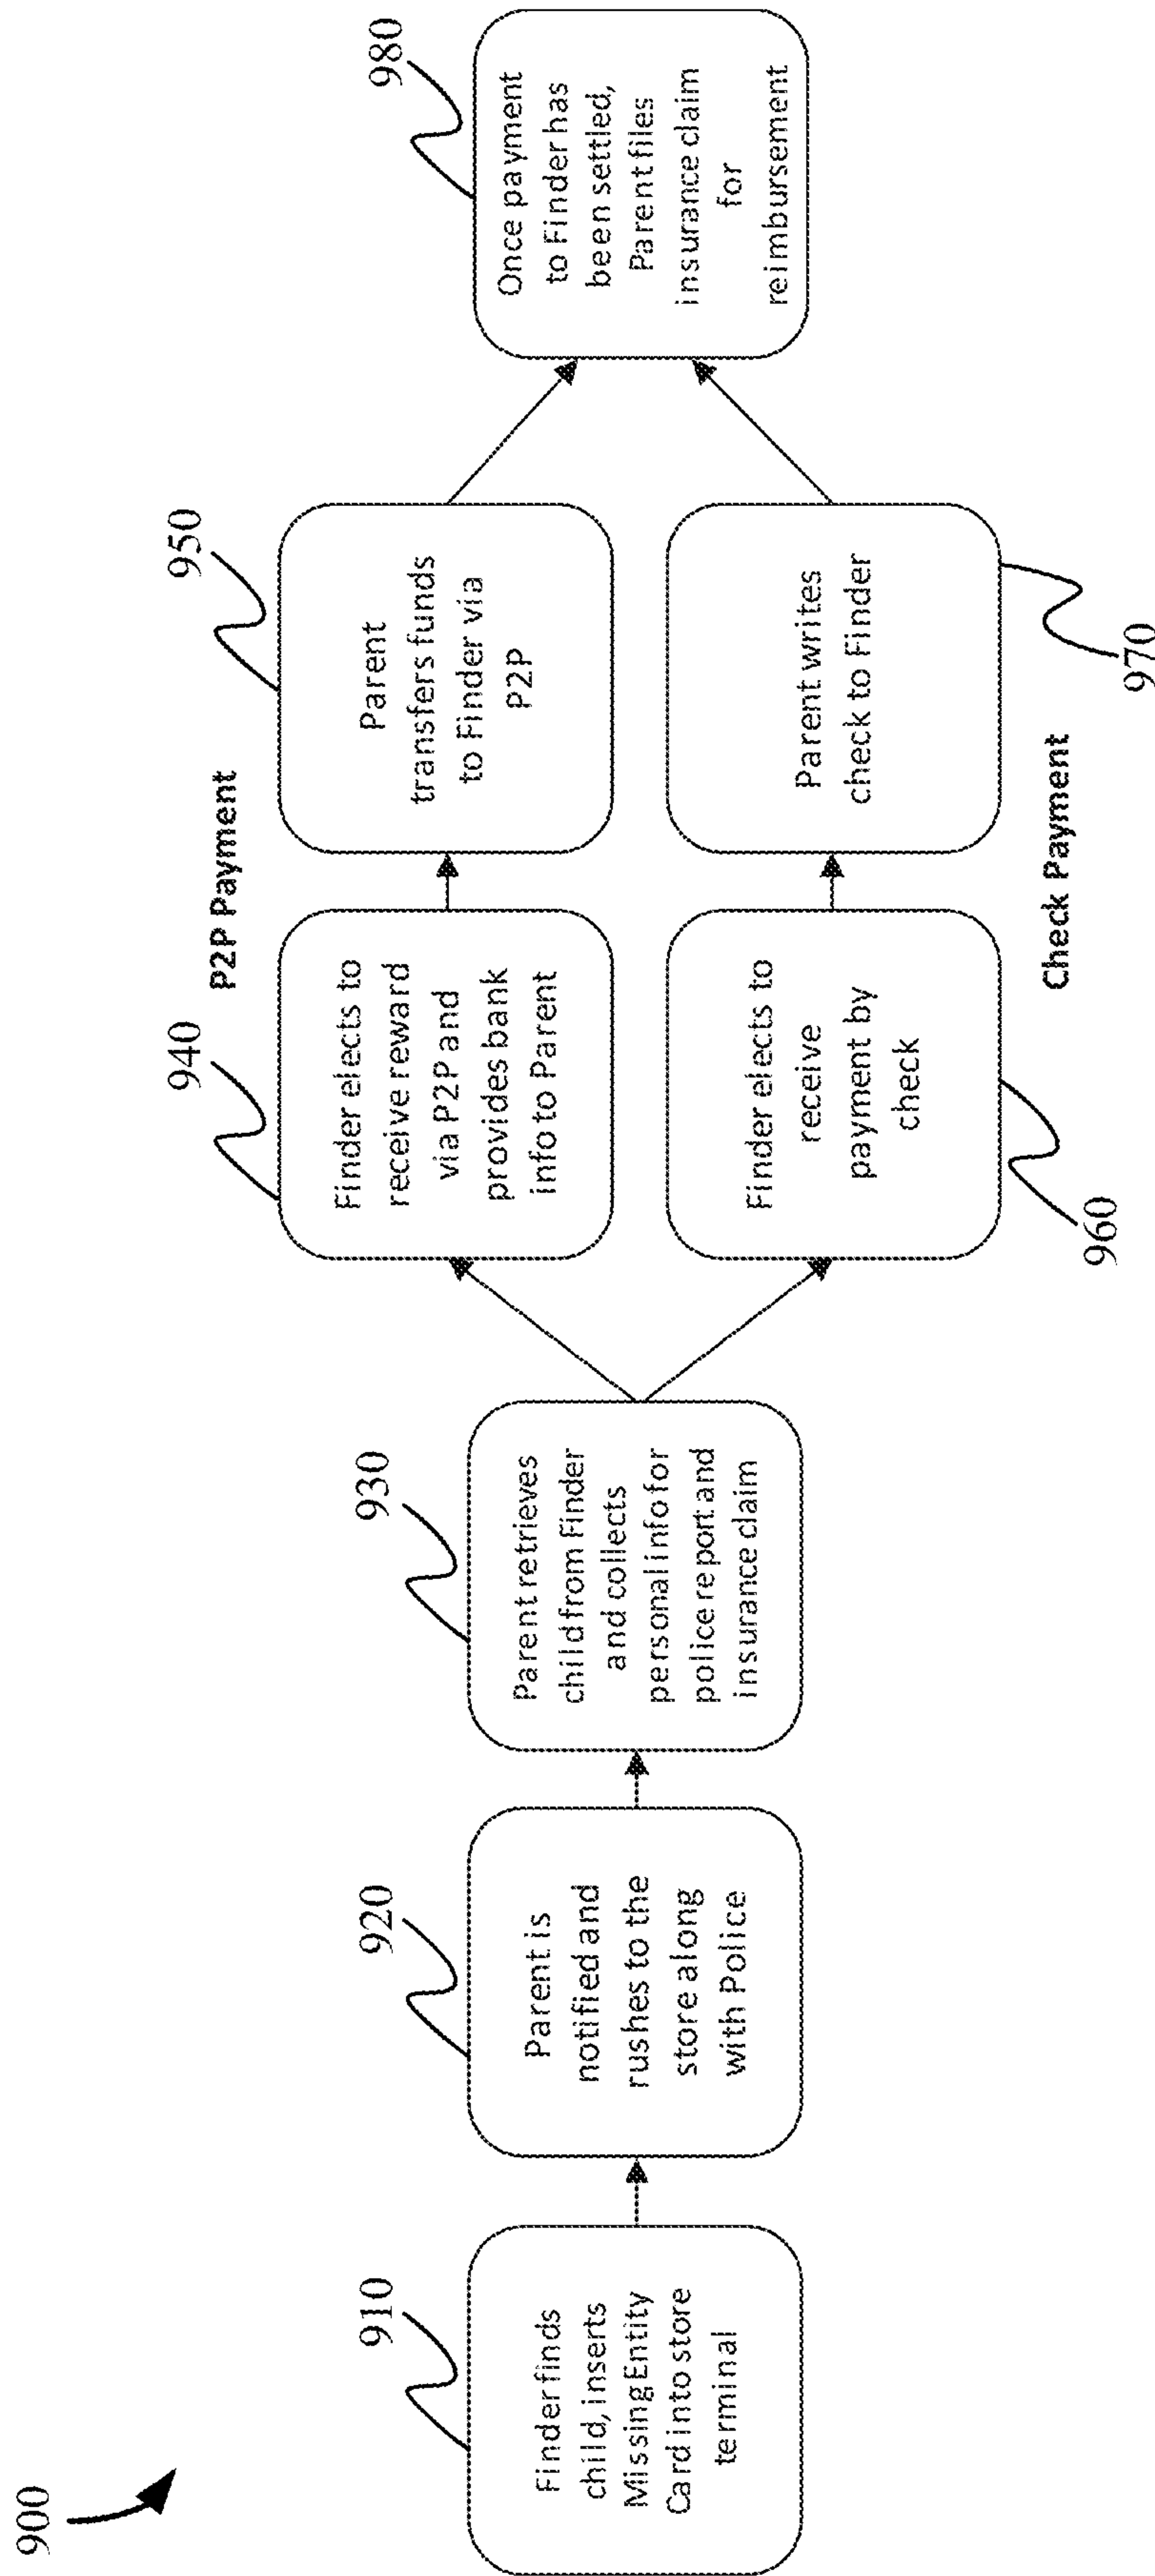 900
910
Finder finds
child, inserts
Missing Entity
Card into store
terminal
920
Parent is
notified and
rushes to the
store along
with Police
930
Parent retrieves
child from Finder
and collects
personal info for
police report and
insurance claim
P2P Payment
940
Finder elects to
receive reward
via P2P and
provides bank
info to Parent
950
Parent
transfers funds
to Finder via
P2P
960
Finder elects to
receive
payment by
check
970
Parent writes
check to Finder
Check Payment
980
Once payment
to Finder has
been settled,
Parent files
insurance claim
for
reimbursement